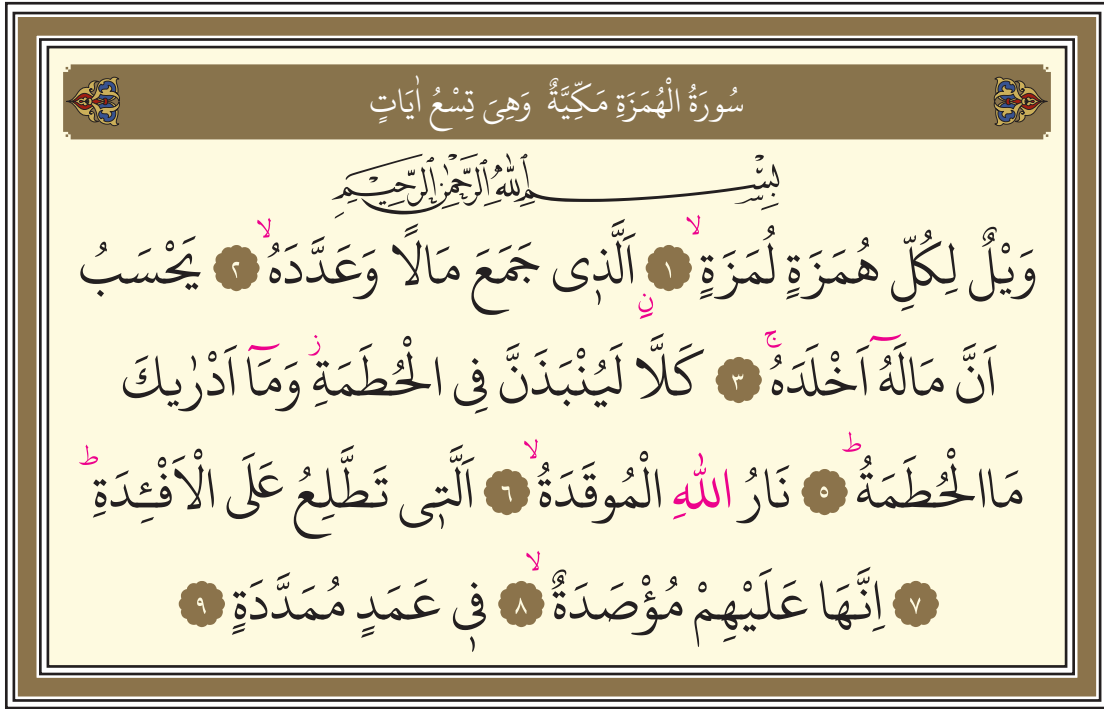 سُورَةُ الْهُمَزَةِ مَكِّيَّةٌ وَهِىَ تِسْعُ اٰيَاتٍ
بِسْمِ اللّٰهِ الرَّحْمٰنِ الرَّحِيمِ
وَيْلٌ لِكُلِّ هُمَزَةٍ لُمَزَةٍۙ ﴿١﴾ نِ اَلَّذ۪ى جَمَعَ مَالًا وَعَدَّدَهُۙ ﴿٢﴾ يَحْسَبُ
اَنَّ مَالَهُٓ اَخْلَدَهُۚ ﴿٣﴾ كَلَّا لَيُنْبَذَنَّ فِى الْحُطَمَةِۘ وَمَٓا اَدْرٰيكَ
مَاالْحُطَمَةُۜ ﴿٥﴾ نَارُ اللّٰهِ الْمُوقَدَةُۙ ﴿٦﴾ اَلَّت۪ى تَطَّلِعُ عَلَى الْاَفْـِٔدَةِۜ
﴿٧﴾ اِنَّهَا عَلَيْهِمْ مُؤْصَدَةٌۙ ﴿٨﴾ ف۪ى عَمَدٍ مُمَدَّدَةٍ ﴿٩﴾